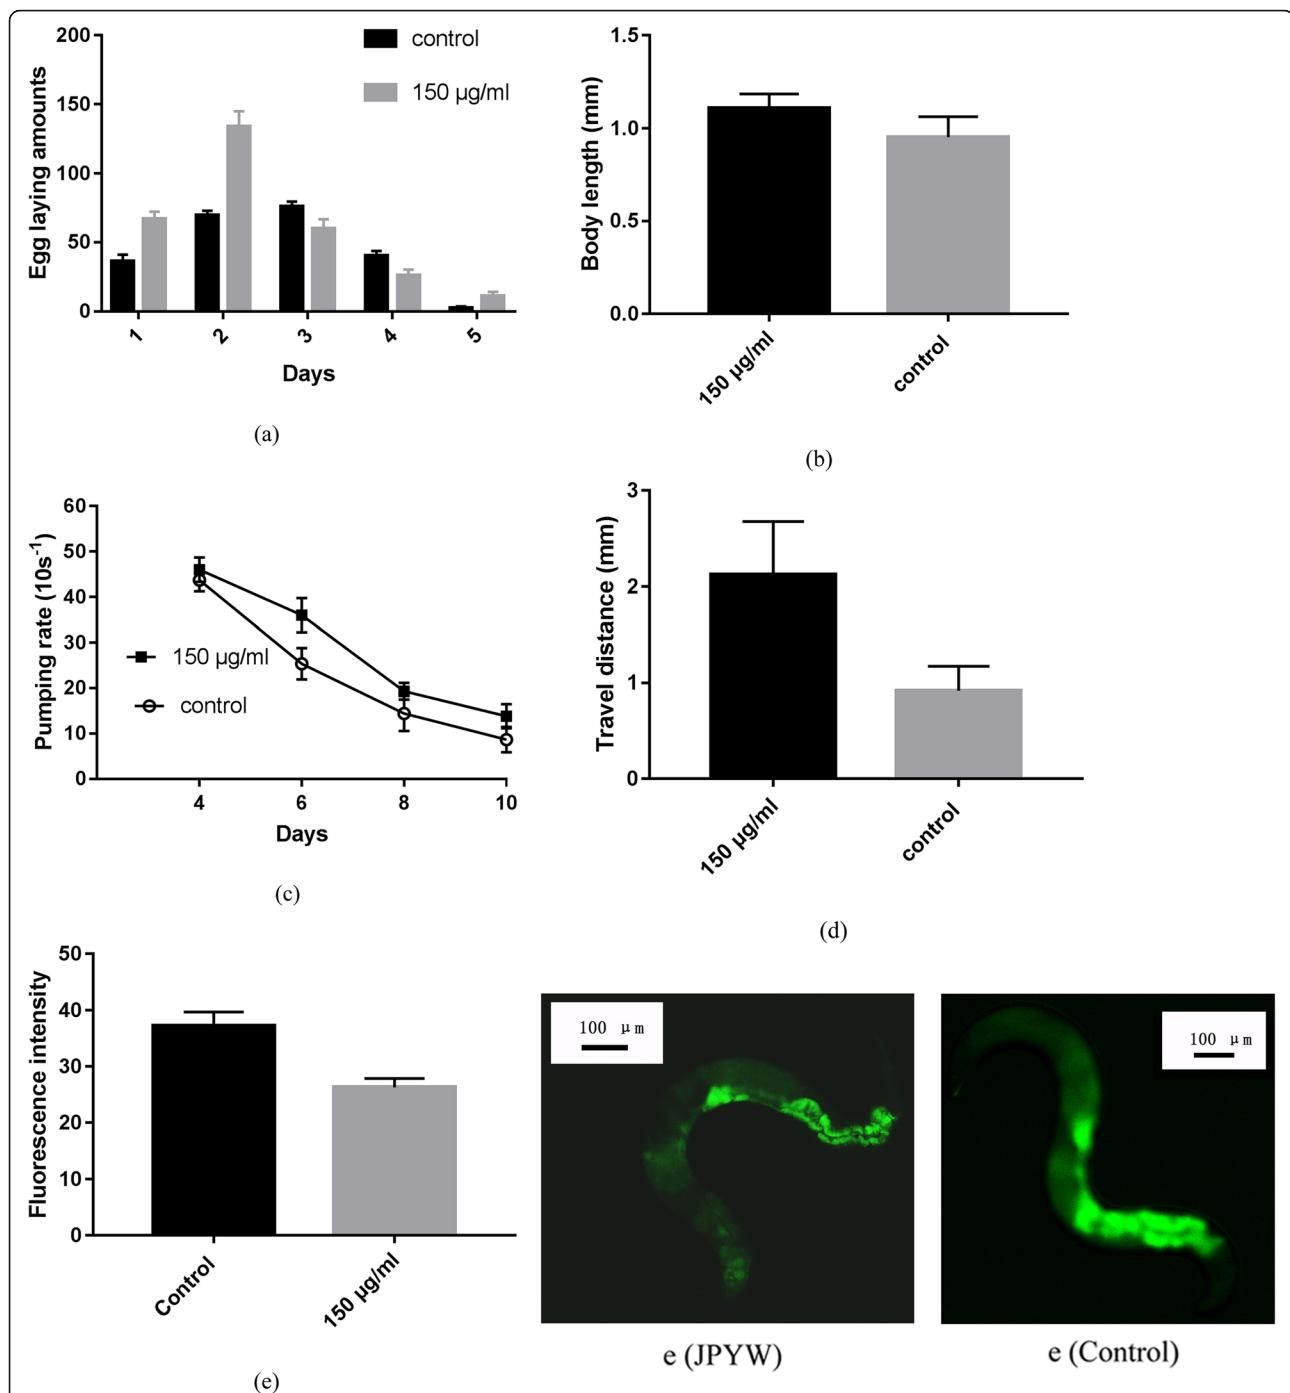 control
150 µg/ml
Egg laying amounts
200
150
100
50
0
1 2 3 4 5
Days
(a)
Body length (mm)
1.5
1.0
0.5
0.0
150 µg/ml
control
(b)
Pumping rate (10s⁻¹)
60
50
40
30
20
10
0
150 µg/ml
control
4 6 8 10
Days
(c)
Travel distance (mm)
3
2
1
0
150 µg/ml
control
(d)
Fluorescence intensity
50
40
30
20
10
0
Control
150 µg/ml
(e)
100 µm
e (JPYW)
100 µm
e (Control)